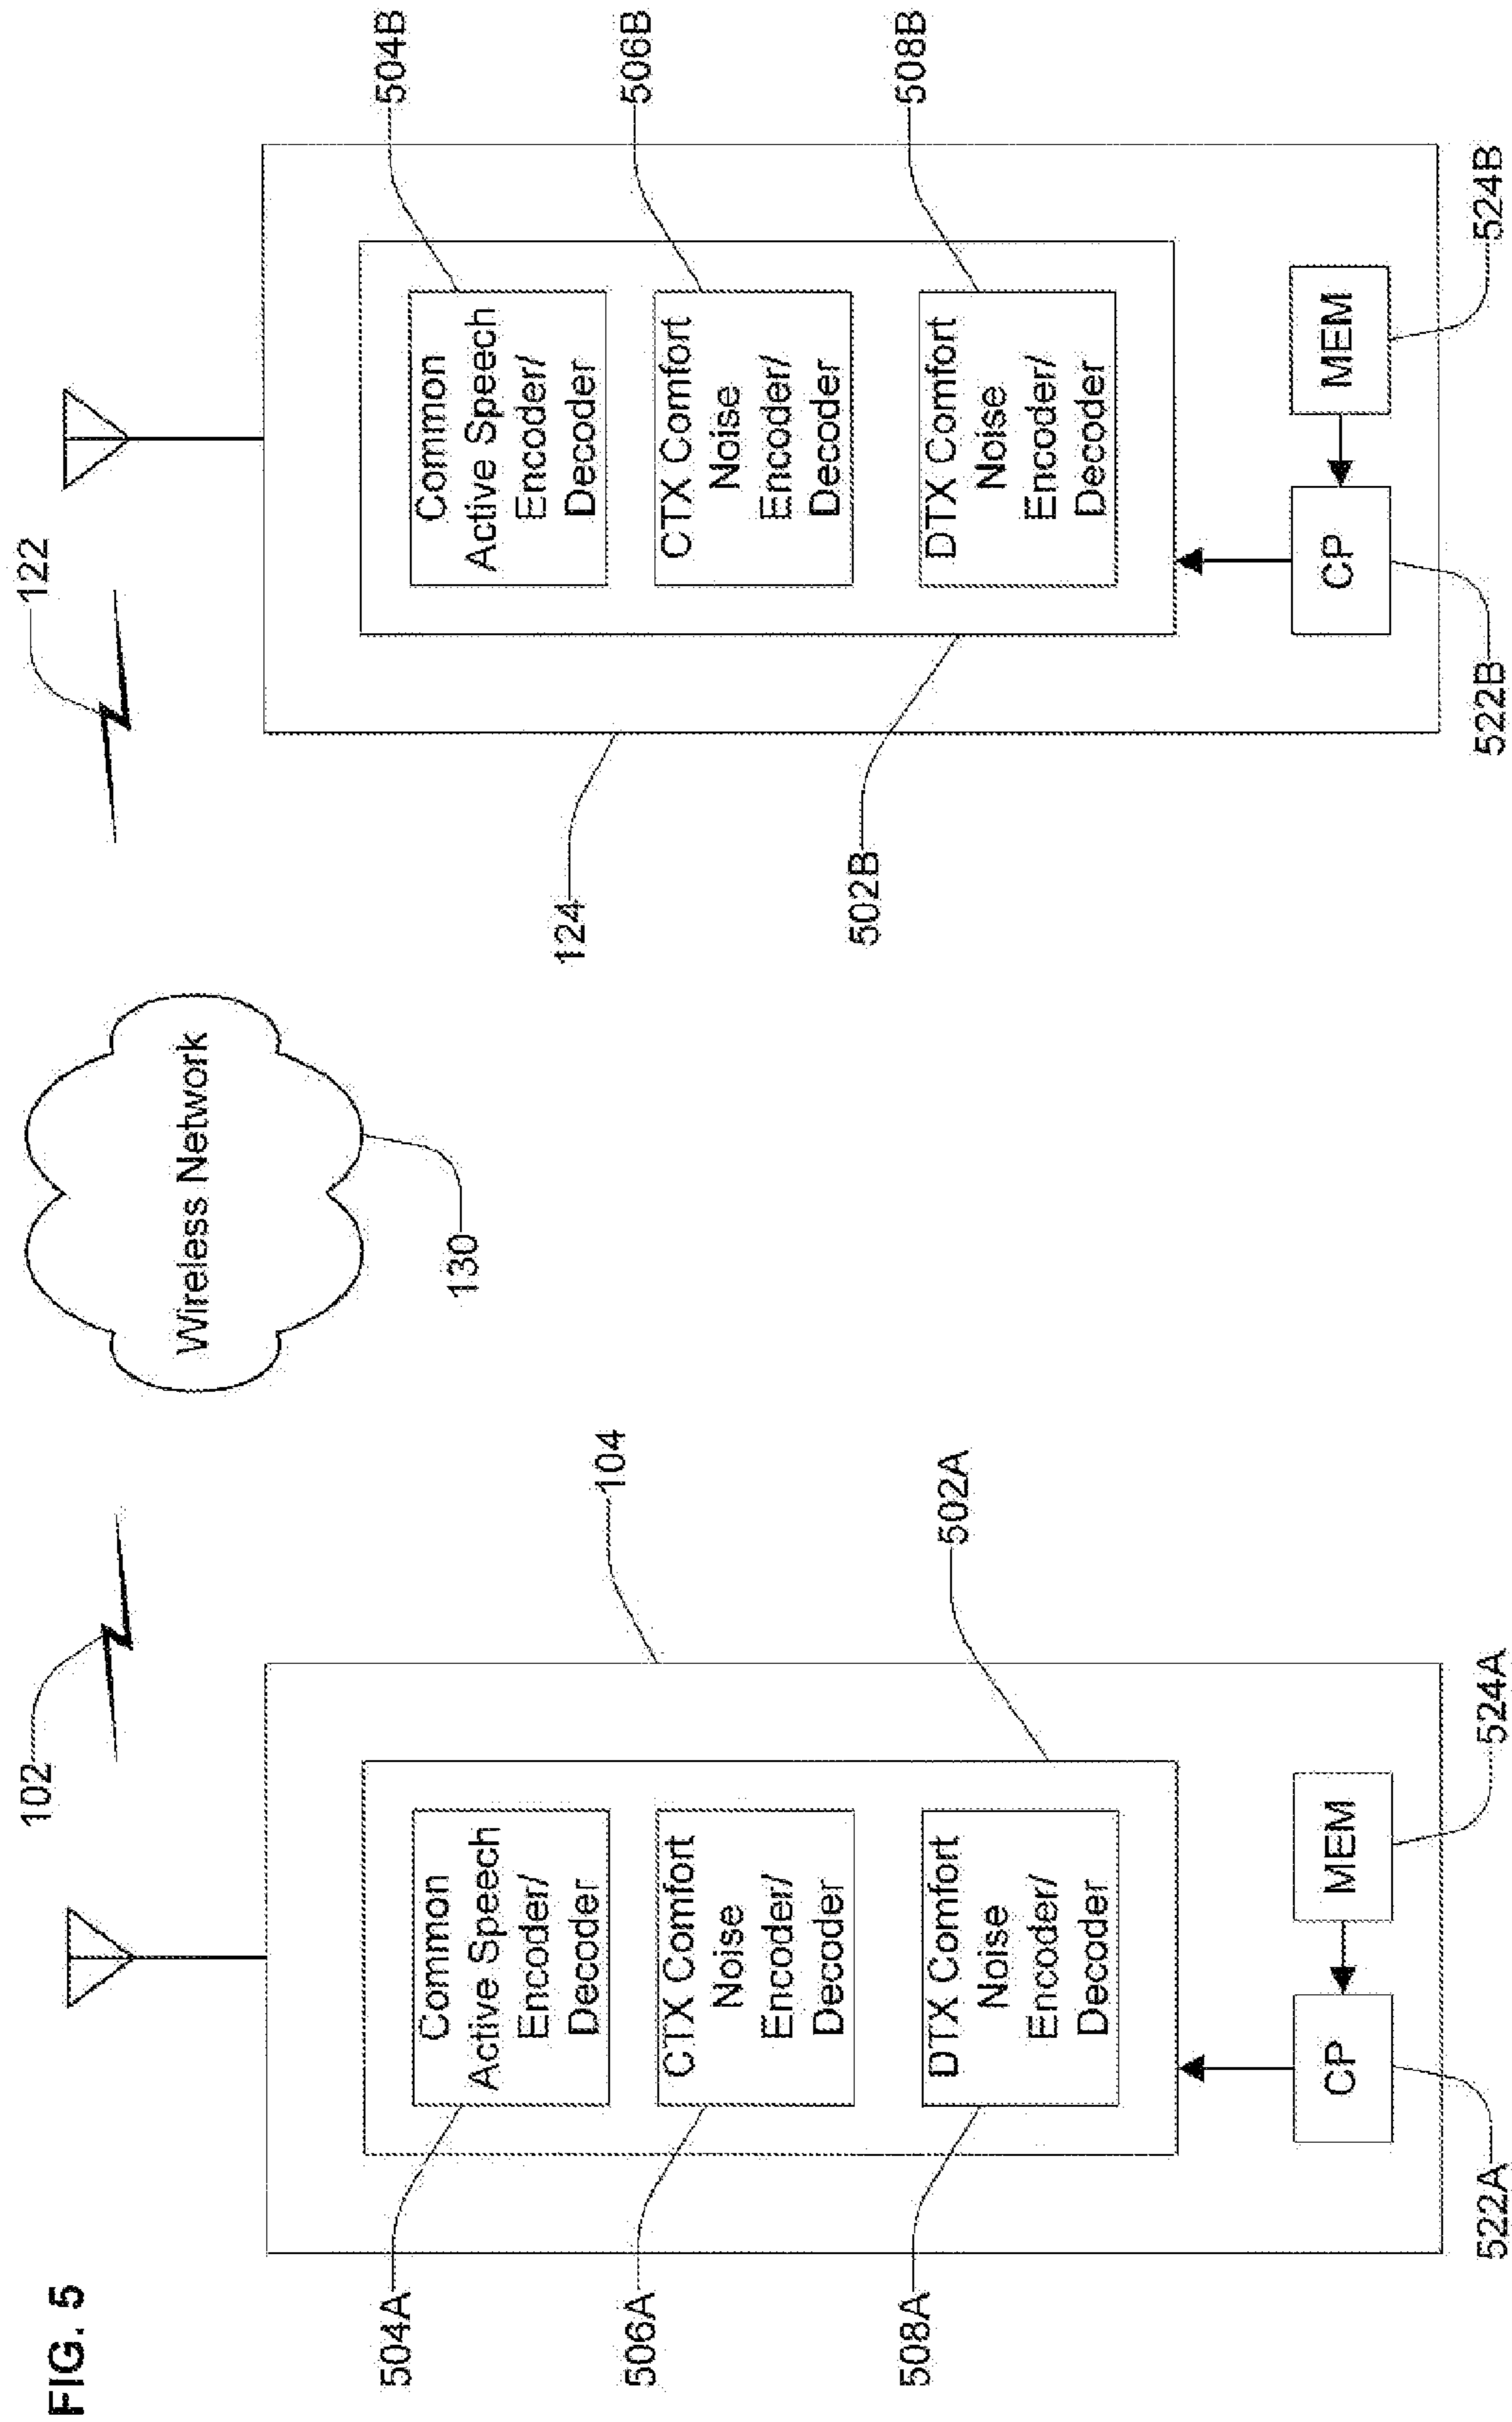 FIG. 5
102
122
Wireless Network
130
104
124
Common
Active Speech
Encoder/
Decoder
CTX Comfort
Noise
Encoder/
Decoder
DTX Comfort
Noise
Encoder/
Decoder
CP
MEM
504A
506A
508A
502A
522A
524A
Common
Active Speech
Encoder/
Decoder
CTX Comfort
Noise
Encoder/
Decoder
DTX Comfort
Noise
Encoder/
Decoder
CP
MEM
504B
506B
508B
502B
522B
524B